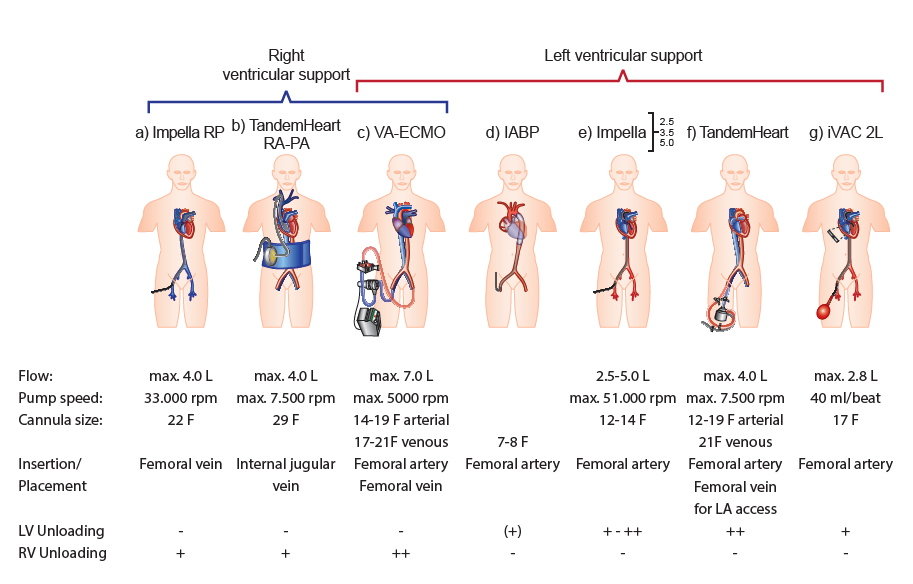 Right
ventricular support
Left ventricular support
a) Impella RP
b) TandemHeart
RA-PA
c) VA-ECMO
d) IABP
e) Impella
2.5
3.5
5.0
f) TandemHeart
g) iVAC 2L
Flow: max. 4.0 L max. 4.0 L max. 7.0 L 2.5-5.0 L max. 4.0 L max. 2.8 L
Pump speed: 33.000 rpm max. 7.500 rpm max. 5000 rpm max. 51.000 rpm max. 7.500 rpm 40 ml/beat
Cannula size: 22 F 29 F 14-19 F arterial 12-14 F 12-19 F arterial 17 F
17-21F venous 7-8 F 21F venous
Insertion/ Femoral vein Internal jugular Femoral artery Femoral artery Femoral artery Femoral artery Femoral artery
Placement vein Femoral vein Femoral vein
for LA access
LV Unloading - - - (+) + - ++ ++ +
RV Unloading + + ++ - - - -